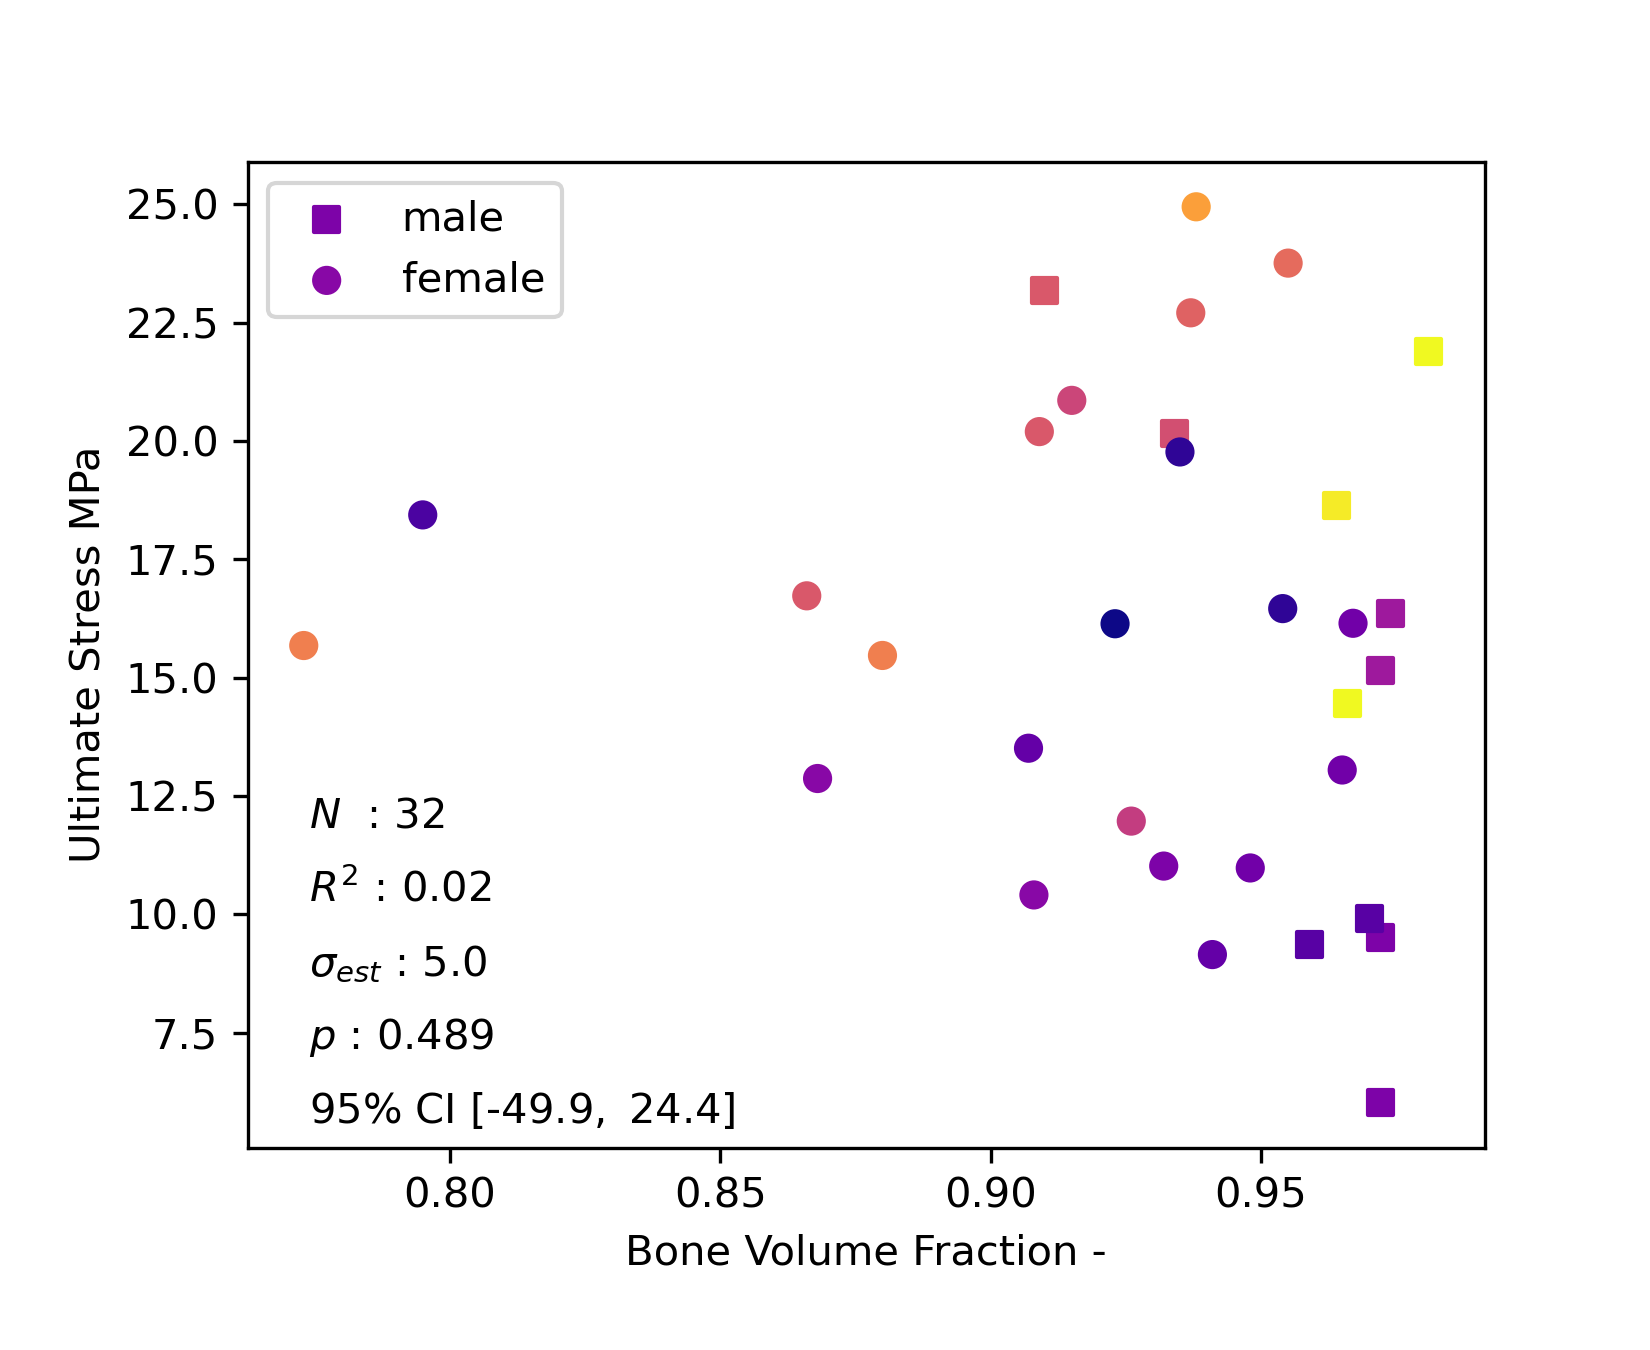 male
female
25.0
22.5
20.0
17.5
15.0
12.5
10.0
7.5
Ultimate Stress MPa
N : 32
R² : 0.02
σest : 5.0
p : 0.489
95% CI [-49.9, 24.4]
0.80 0.85 0.90 0.95
Bone Volume Fraction -